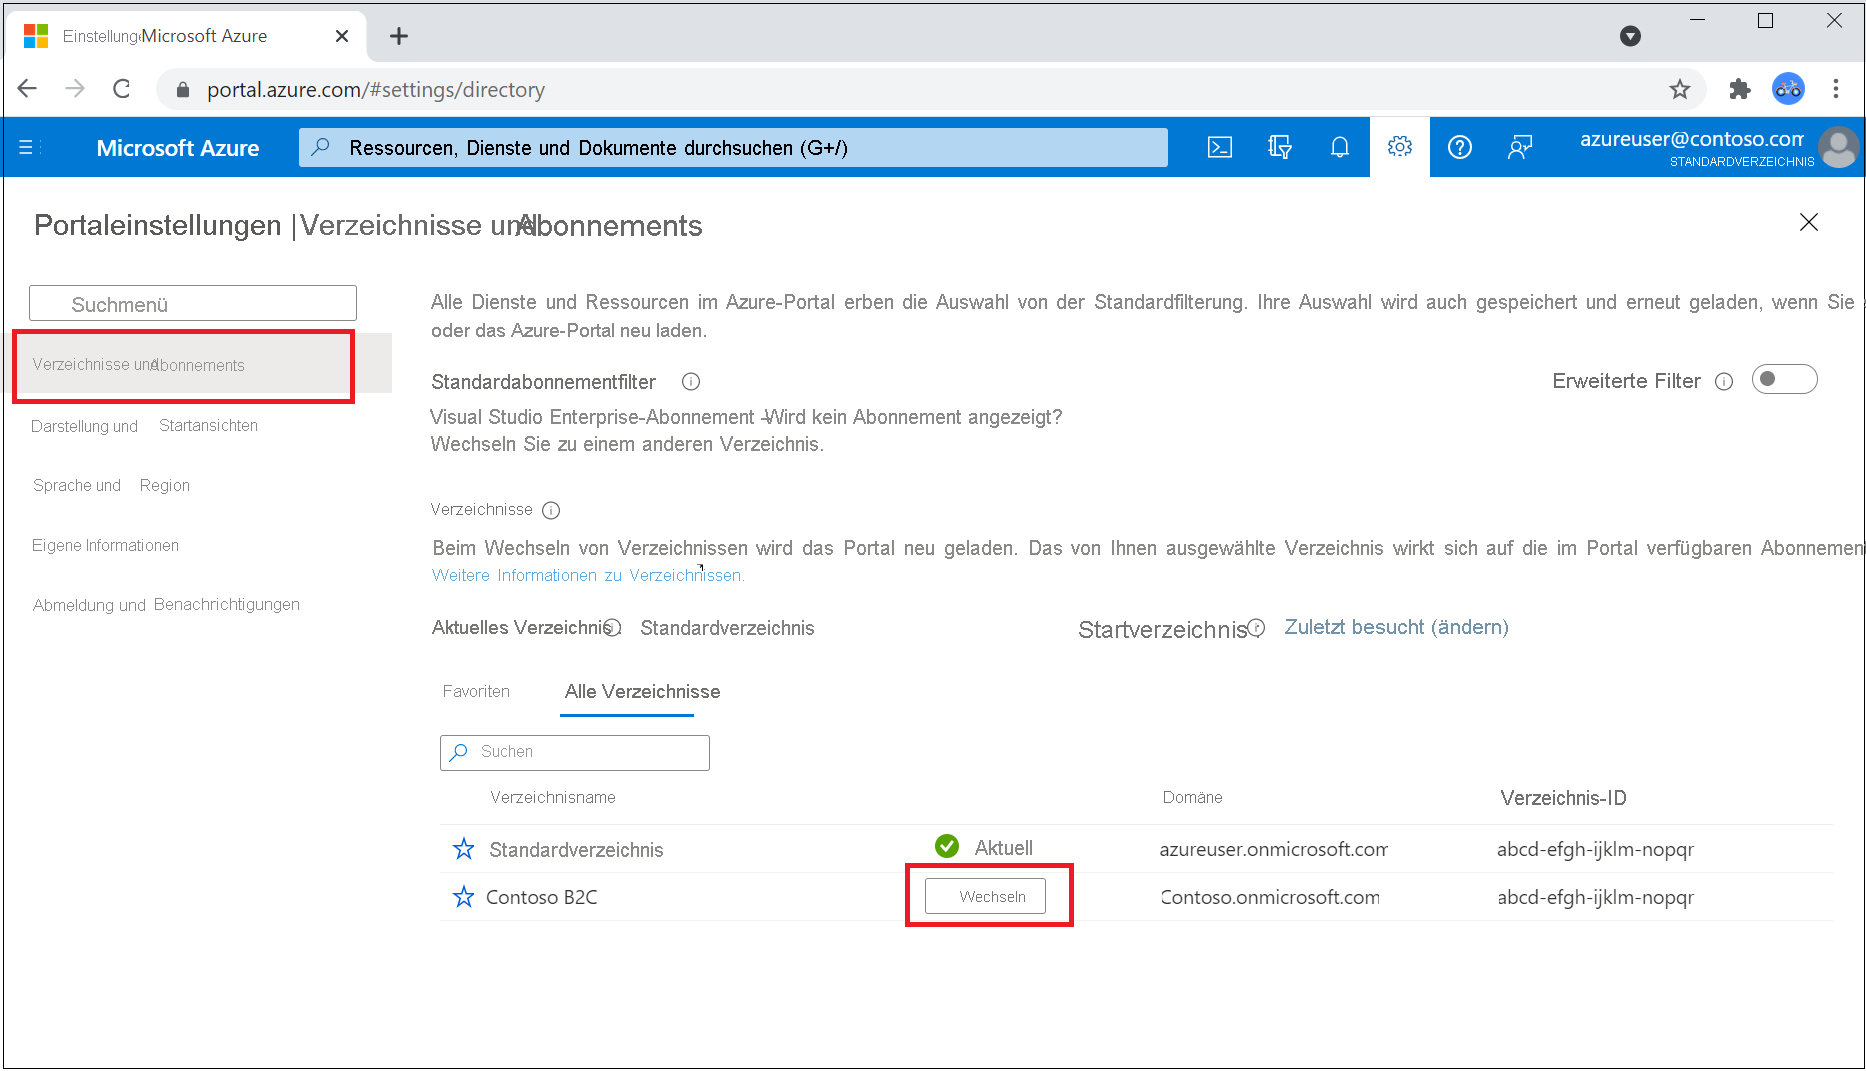 Einstellunge Microsoft Azure
portal.azure.com/#settings/directory
Microsoft Azure
Ressourcen, Dienste und Dokumente durchsuchen (G+/)
azureuser@contoso.com
STANDARDVERZEICHNIS
Portaleinstellungen | Verzeichnisse und Abonnements
Suchmenü
Verzeichnisse und Abonnements
Darstellung und Startansichten
Sprache und Region
Eigene Informationen
Abmeldung und Benachrichtigungen
Alle Dienste und Ressourcen im Azure-Portal erben die Auswahl von der Standardfilterung. Ihre Auswahl wird auch gespeichert und erneut geladen, wenn Sie
oder das Azure-Portal neu laden.
Standardabonnementfilter
Erweiterte Filter
Visual Studio Enterprise-Abonnement – Wird kein Abonnement angezeigt?
Wechseln Sie zu einem anderen Verzeichnis.
Verzeichnisse
Beim Wechseln von Verzeichnissen wird das Portal neu geladen. Das von Ihnen ausgewählte Verzeichnis wirkt sich auf die im Portal verfügbaren Abonnemen
Weitere Informationen zu Verzeichnissen.
Aktuelles Verzeichnis: Standardverzeichnis
Startverzeichnis Zuletzt besucht (ändern)
Favoriten
Alle Verzeichnisse
Suchen
Verzeichnisname Domäne Verzeichnis-ID
Standardverzeichnis Aktuell azureuser.onmicrosoft.com abcd-efgh-ijklm-nopqr
Contoso B2C Wechseln Contoso.onmicrosoft.com abcd-efgh-ijklm-nopqr